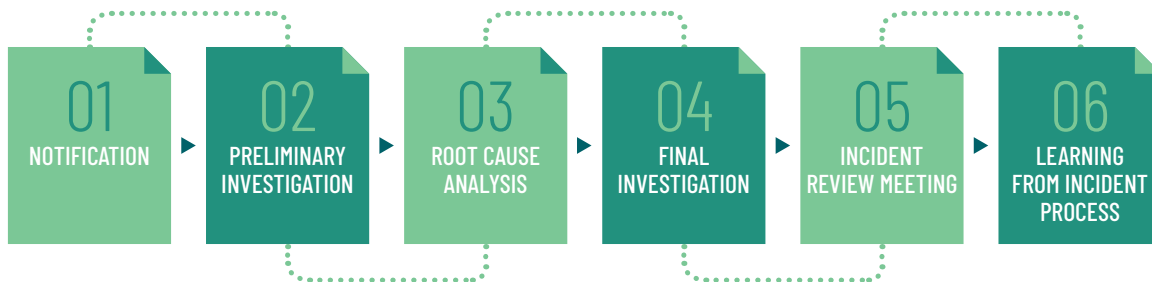 01
NOTIFICATION
02
PRELIMINARY
INVESTIGATION
03
ROOT CAUSE
ANALYSIS
04
FINAL
INVESTIGATION
05
INCIDENT
REVIEW MEETING
06
LEARNING
FROM INCIDENT
PROCESS